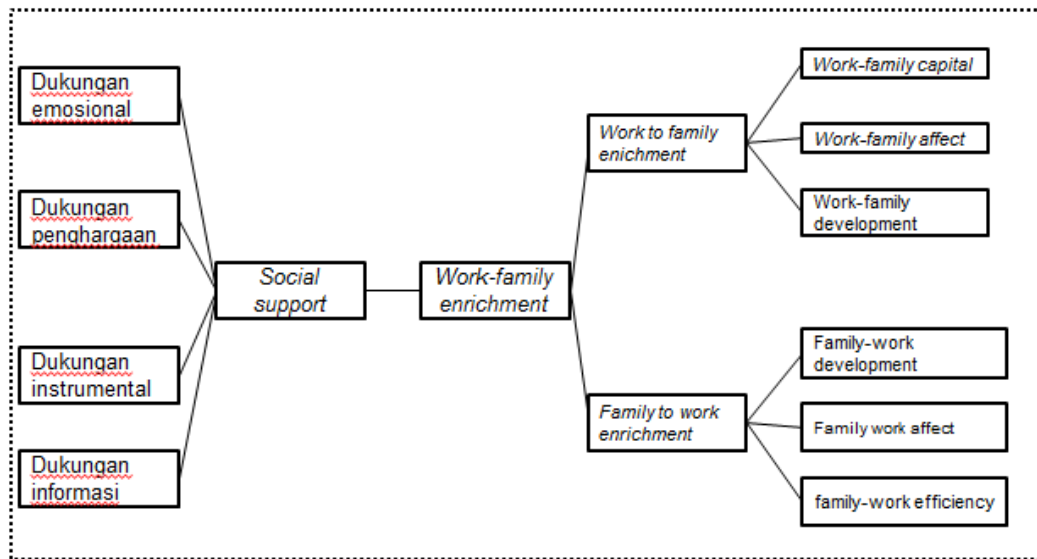 Dukungan
emosional
Dukungan
penghargaan
Dukungan
instrumental
Dukungan
informasi
Social
support
Work-family
enrichment
Work to family
enichment
Family to work
enrichment
Work-family capital
Work-family affect
Work-family
development
Family-work
development
Family work affect
family-work efficiency